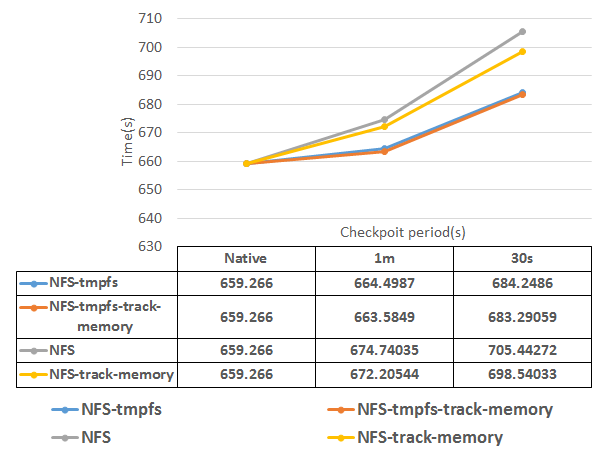 710
700
690
680
670
660
650
640
630
Time(s)
Checkpoit period(s)
Native 1m 30s
NFS-tmpfs 659.266 664.4987 684.2486
NFS-tmpfs-track-
memory 659.266 663.5849 683.29059
NFS 659.266 674.74035 705.44272
NFS-track-memory 659.266 672.20544 698.54033
NFS-tmpfs NFS-tmpfs-track-memory
NFS NFS-track-memory